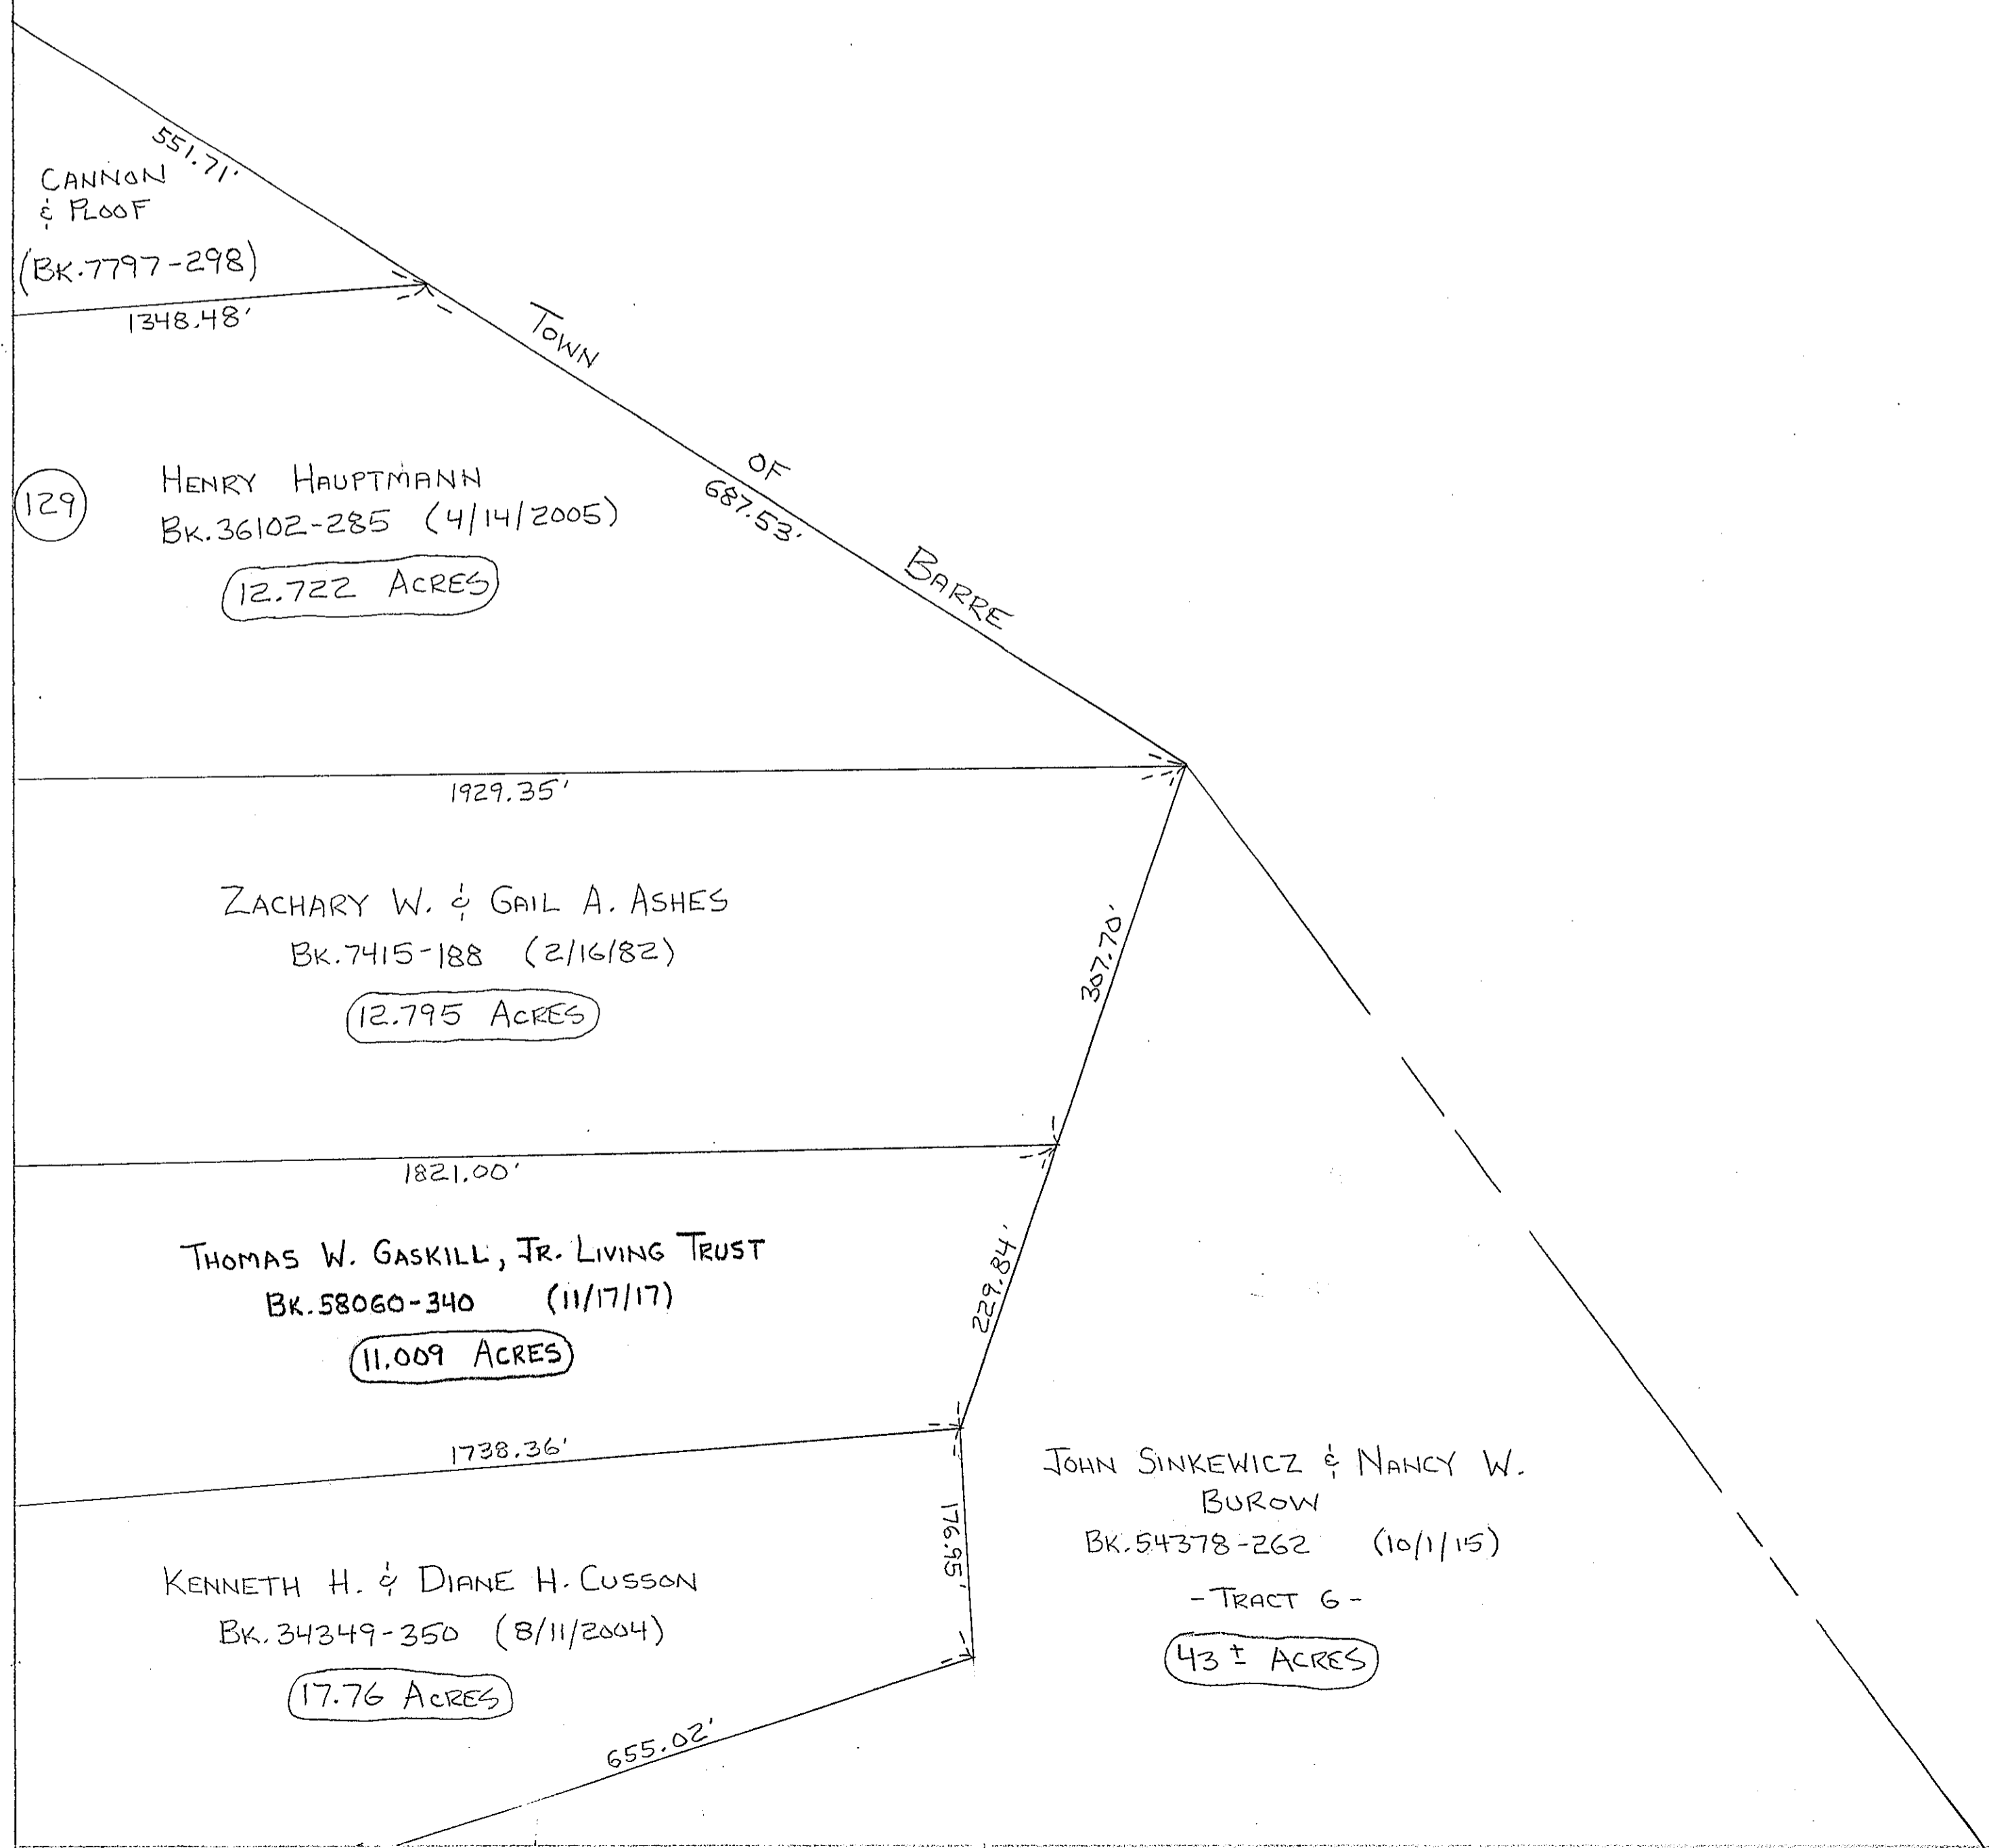 551.71'
CANNON
& PLOOF
(BK.7797-298)
1348.48'
TOWN
OF
BARRE
687.53'
129
HENRY HAUPTMANN
BK.36102-285 (4/14/2005)
12.722 ACRES
1929.35'
ZACHARY W. & GAIL A. ASHES
BK.7415-188 (2/16/82)
12.795 ACRES
307.70'
1821.00'
THOMAS W. GASKILL, JR. LIVING TRUST
BK.58060-340 (11/17/17)
11.009 ACRES
229.84'
1738.36'
176.95'
KENNETH H. & DIANE H. CUSSON
BK.34349-350 (8/11/2004)
17.76 ACRES
655.02'
JOHN SINKEWICZ & NANCY W.
BUROW
BK.54378-262 (10/1/15)
-TRACT 6-
43± ACRES